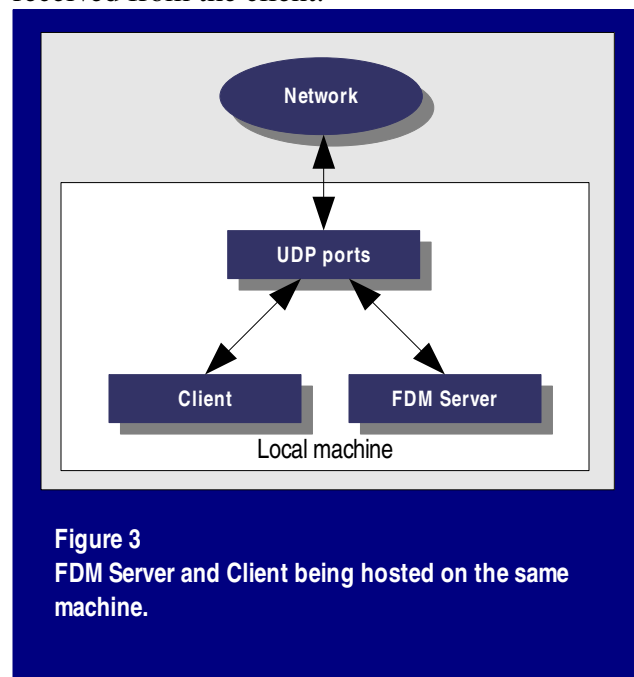 received from the client.
Network
UDP ports
Client
FDM Server
Local machine
Figure 3
FDM Server and Client being hosted on the same
machine.